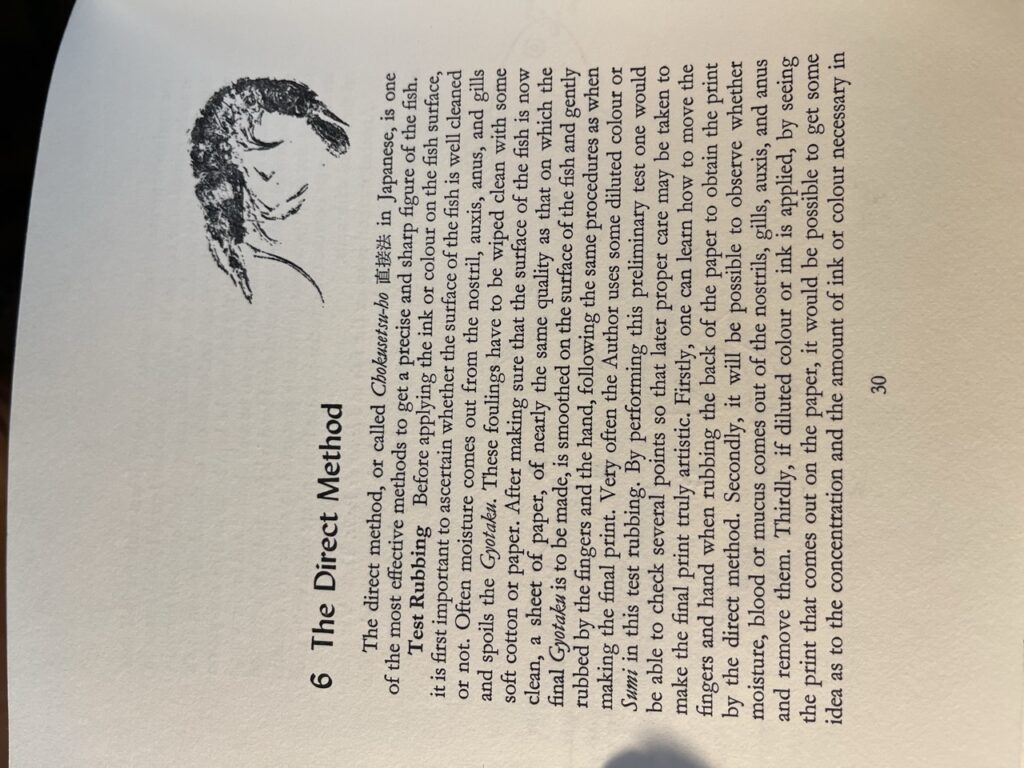 6 The Direct Method
The direct method, or called Chokusetsu-ho 直接法 in Japanese, is one
of the most effective methods to get a precise and sharp figure of the fish.
Test Rubbing Before applying the ink or colour on the fish surface,
it is first important to ascertain whether the surface of the fish is well cleaned
or not. Often moisture comes out from the nostril, auxis, anus, and gills
and spoils the Gyotaku. These foulings have to be wiped clean with some
soft cotton or paper. After making sure that the surface of the fish is now
clean, a sheet of paper, of nearly the same quality as that on which the
final Gyotaku is to be made, is smoothed on the surface of the fish and gently
rubbed by the fingers and the hand, following the same procedures as when
making the final print. Very often the Author uses some diluted colour or
Sumi in this test rubbing. By performing this preliminary test one would
be able to check several points so that later proper care may be taken to
make the final print truly artistic. Firstly, one can learn how to move the
fingers and hand when rubbing the back of the paper to obtain the print
by the direct method. Secondly, it will be possible to observe whether
moisture, blood or mucus comes out of the nostrils, gills, auxis, and anus
and remove them. Thirdly, if diluted colour or ink is applied, by seeing
the print that comes out on the paper, it would be possible to get some
idea as to the concentration and the amount of ink or colour necessary in
30